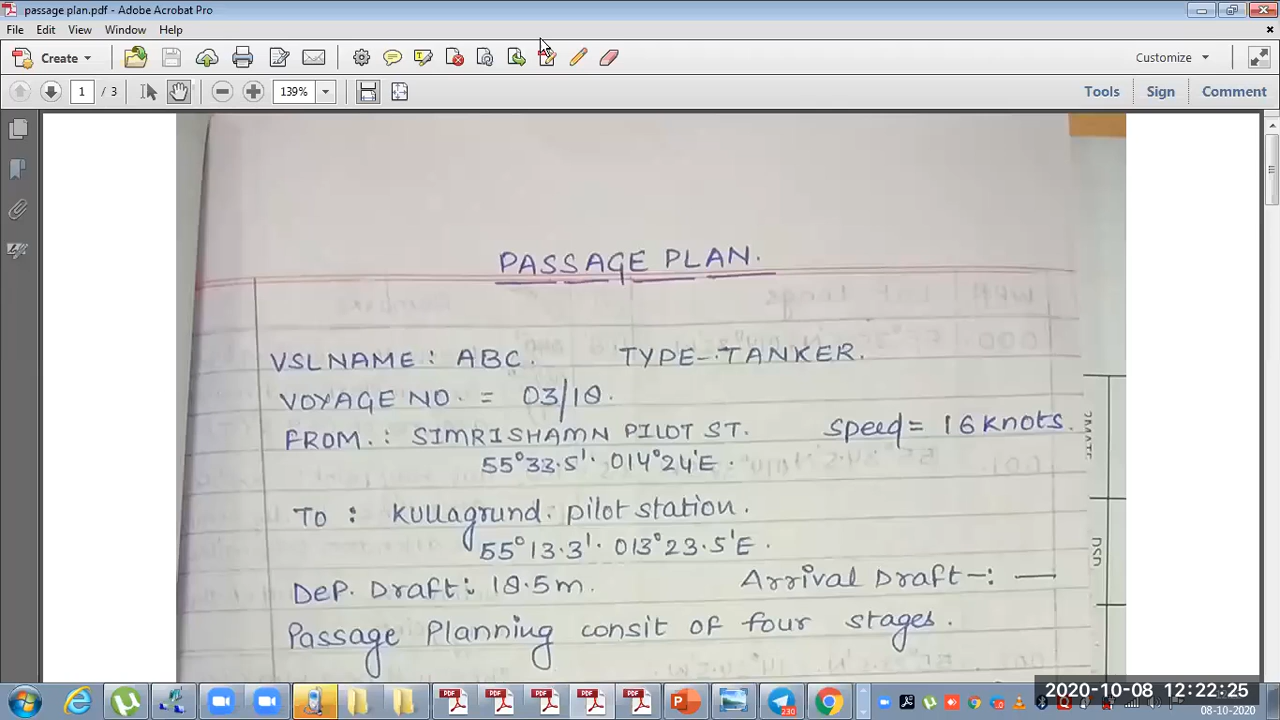 passage plan.pdf - Adobe Acrobat Pro
File Edit View Window Help
Create
Customize
1 / 3
139%
Tools Sign Comment
PASSAGE PLAN.
VSL NAME : ABC. TYPE-TANKER.
VOYAGE NO. = 03/18.
FROM. : SIMRISHAMN PILOT ST. Speed = 16 Knots.
55°33.5'. 014°24'E.
TO : Kullagrund. pilot station.
55°13.3'. 013°23.5'E.
Dep. Draft: 18.5m. Arrival Draft-: —
Passage Planning consit of four stages.
230
2020-10-08 12:22:25
08-10-2020